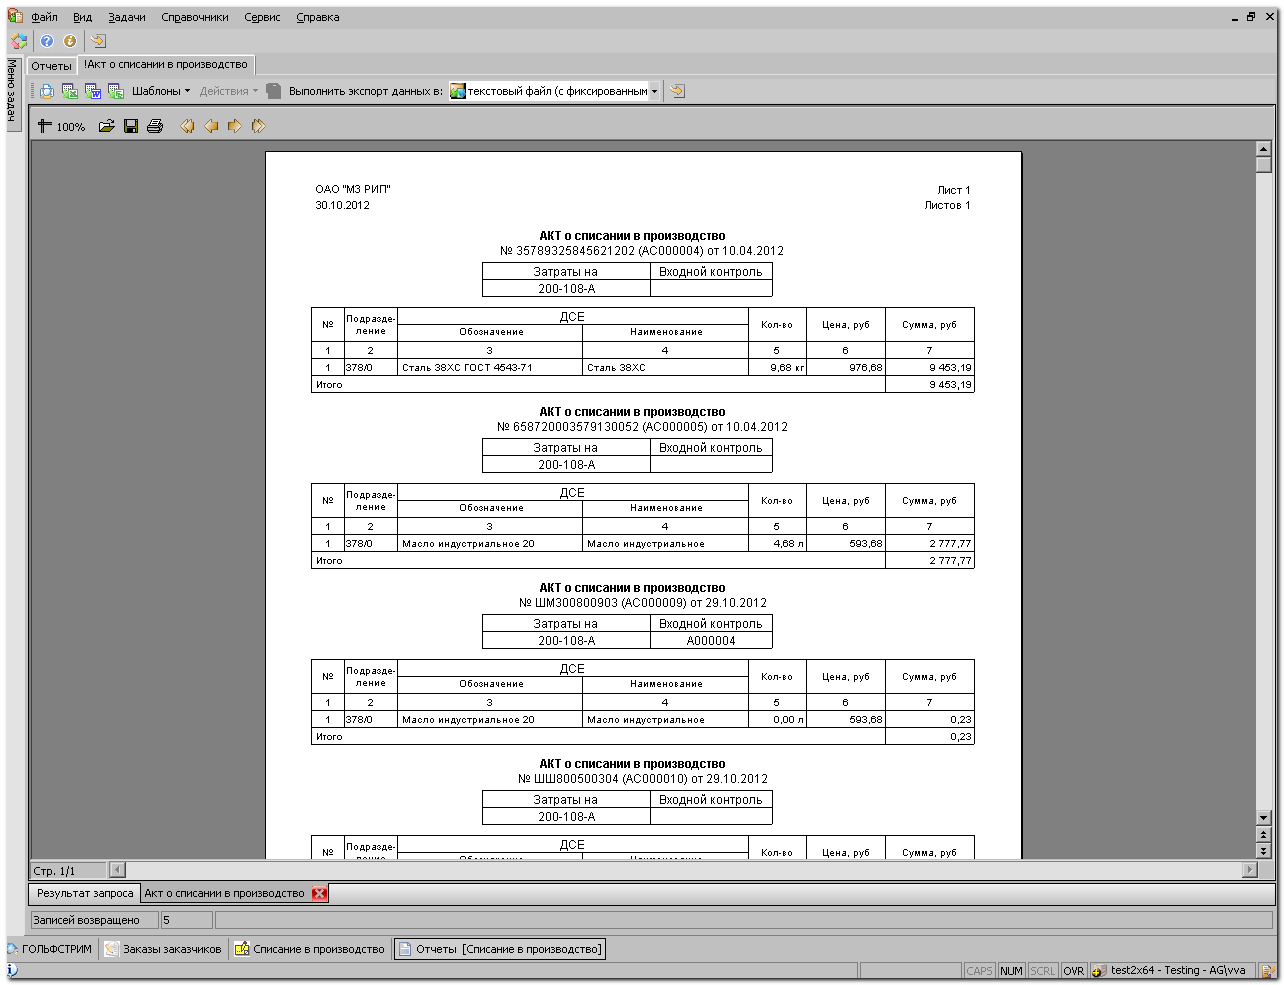 Файл Вид Задачи Справочники Сервис Справка
Меню задач
Отчеты !Акт о списании в производство
Шаблоны Действия Выполнить экспорт данных в: текстовый файл (с фиксированным
100%
ОАО "МЗ РИП" Лист 1
30.10.2012 Листов 1
АКТ о списании в производство
№ 35789325845621202 (АС000004) от 10.04.2012
Затраты на Входной контроль
200-108-А
№ Подразде-ление ДСЕ Кол-во Цена, руб Сумма, руб
Обозначение Наименование
1 2 3 4 5 6 7
1 378/0 Сталь 38ХС ГОСТ 4543-71 Сталь 38ХС 9,68 кг 976,68 9 453,19
Итого 9 453,19
АКТ о списании в производство
№ 658720003579130052 (АС000005) от 10.04.2012
Затраты на Входной контроль
200-108-А
№ Подразде-ление ДСЕ Кол-во Цена, руб Сумма, руб
Обозначение Наименование
1 2 3 4 5 6 7
1 378/0 Масло индустриальное 20 Масло индустриальное 4,68 л 593,68 2 777,77
Итого 2 777,77
АКТ о списании в производство
№ ШМ300800903 (АС000009) от 29.10.2012
Затраты на Входной контроль
200-108-А А000004
№ Подразде-ление ДСЕ Кол-во Цена, руб Сумма, руб
Обозначение Наименование
1 2 3 4 5 6 7
1 378/0 Масло индустриальное 20 Масло индустриальное 0,00 л 593,68 0,23
Итого 0,23
АКТ о списании в производство
№ ШШ800500304 (АС000010) от 29.10.2012
Затраты на Входной контроль
200-108-А
№ Подразде- ДСЕ Кол-во Цена, руб Сумма, руб
Стр. 1/1
Результат запроса Акт о списании в производство
Записей возвращено 5
ГОЛЬФСТРИМ Заказы заказчиков Списание в производство Отчеты [Списание в производство]
CAPS NUM SCRL OVR test2x64 - Testing - AG\vva